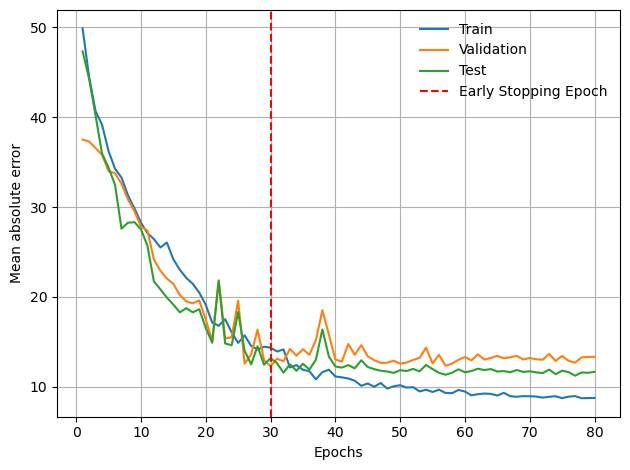 50
40
30
20
10
Mean absolute error
Train
Validation
Test
Early Stopping Epoch
0 10 20 30 40 50 60 70 80
Epochs